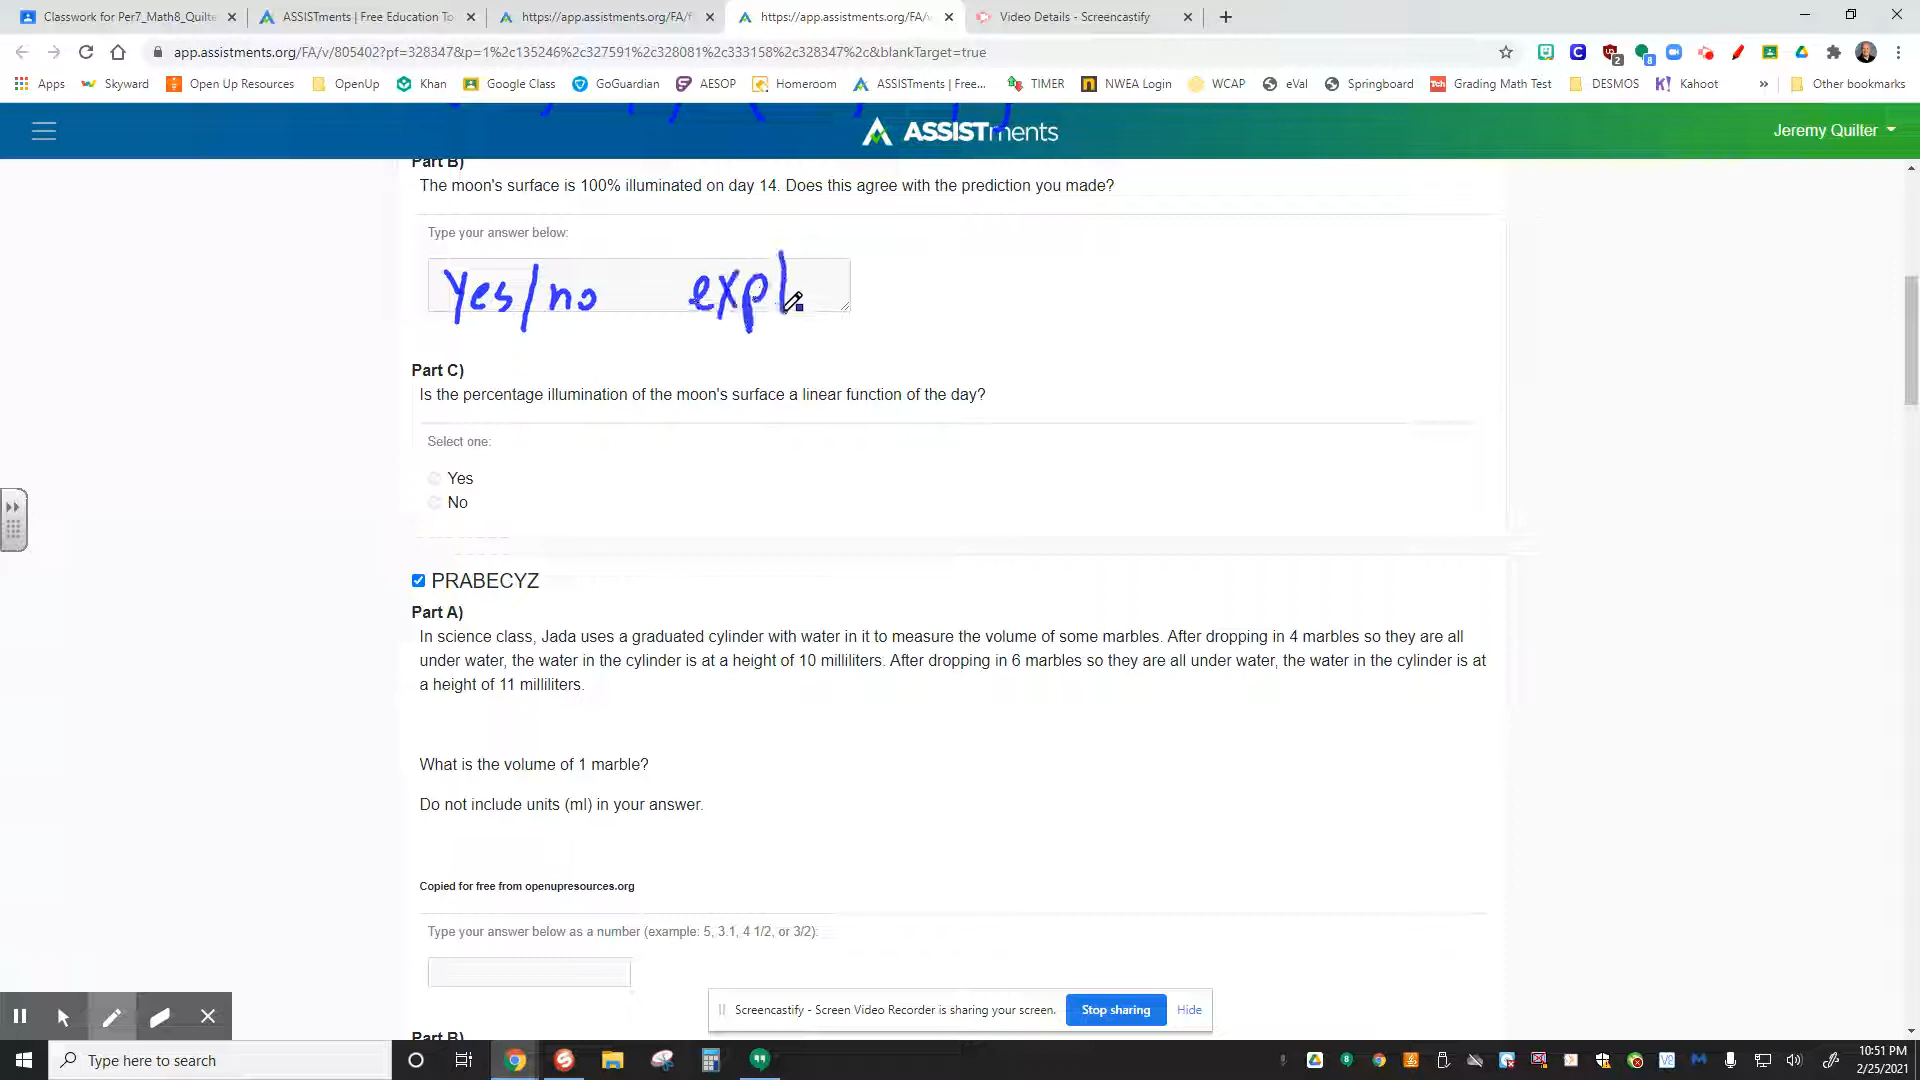 Classwork for Per7_Math8_Quilte
ASSISTments | Free Education To
https://app.assistments.org/FA/f
https://app.assistments.org/FA/v
Video Details - Screencastify
app.assistments.org/FA/v/805402?pf=328347&p=1%2c135246%2c327591%2c328081%2c333158%2c328347%2c&blankTarget=true
Apps Skyward Open Up Resources OpenUp Khan Google Class GoGuardian AESOP Homeroom ASSISTments | Free... TIMER NWEA Login WCAP eVal Springboard Grading Math Test DESMOS Kahoot » Other bookmarks
ASSISTments
Jeremy Quilter
Part B)
The moon's surface is 100% illuminated on day 14. Does this agree with the prediction you made?
Type your answer below:
Yes/no expl
Part C)
Is the percentage illumination of the moon's surface a linear function of the day?
Select one:
Yes
No
PRABECYZ
Part A)
In science class, Jada uses a graduated cylinder with water in it to measure the volume of some marbles. After dropping in 4 marbles so they are all
under water, the water in the cylinder is at a height of 10 milliliters. After dropping in 6 marbles so they are all under water, the water in the cylinder is at
a height of 11 milliliters.
What is the volume of 1 marble?
Do not include units (ml) in your answer.
Copied for free from openupresources.org
Type your answer below as a number (example: 5, 3.1, 4 1/2, or 3/2):
Screencastify - Screen Video Recorder is sharing your screen. Stop sharing Hide
Part B)
Type here to search
10:51 PM
2/25/2021